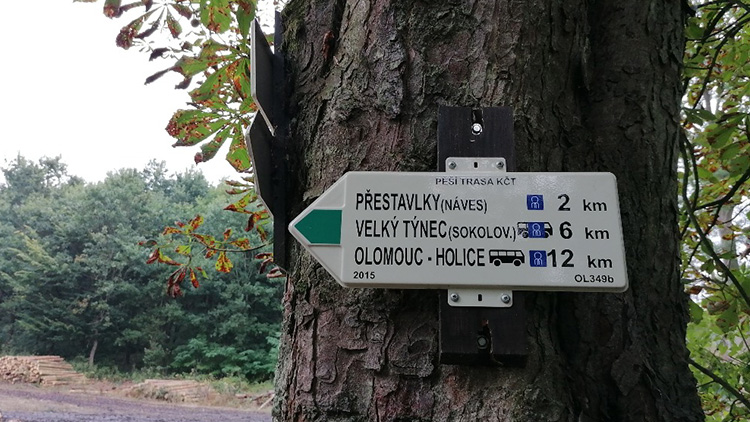 PĚŠÍ TRASA KČT
PŘESTAVLKY (NÁVES) 2 km
VELKÝ TÝNEC (SOKOLOV.) 6 km
OLOMOUC - HOLICE 12 km
2015 OL349b